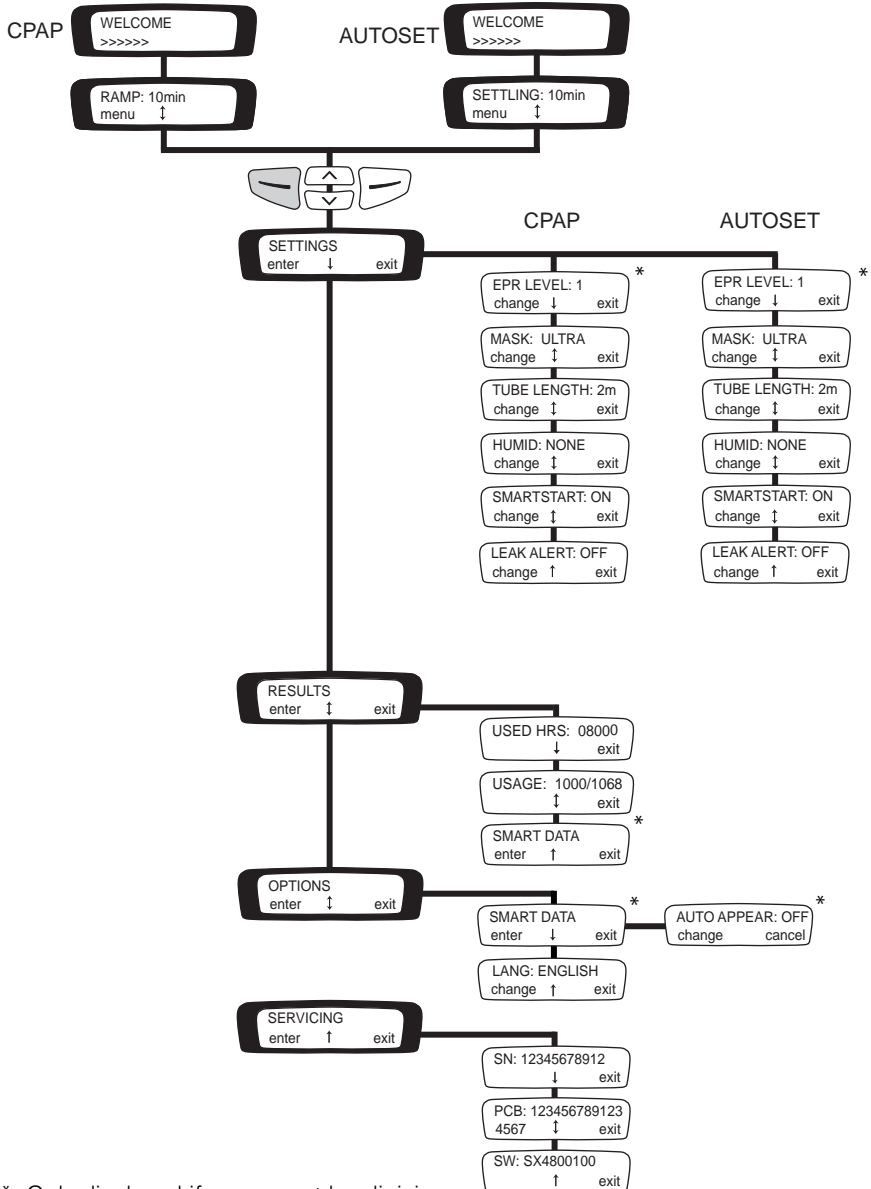 CPAP
WELCOME
>>>>>>
AUTOSET
WELCOME
>>>>>>
RAMP: 10min
menu ↕
SETTLING: 10min
menu ↕
CPAP
AUTOSET
SETTINGS
enter ↓ exit
EPR LEVEL: 1 *
change ↓ exit
MASK: ULTRA
change ↕ exit
TUBE LENGTH: 2m
change ↕ exit
HUMID: NONE
change ↕ exit
SMARTSTART: ON
change ↕ exit
LEAK ALERT: OFF
change ↑ exit
EPR LEVEL: 1 *
change ↓ exit
MASK: ULTRA
change ↕ exit
TUBE LENGTH: 2m
change ↕ exit
HUMID: NONE
change ↕ exit
SMARTSTART: ON
change ↕ exit
LEAK ALERT: OFF
change ↑ exit
RESULTS
enter ↕ exit
USED HRS: 08000
↓ exit
USAGE: 1000/1068
↕ exit
SMART DATA *
enter ↑ exit
OPTIONS
enter ↕ exit
SMART DATA *
enter ↓ exit
AUTO APPEAR: OFF *
change cancel
LANG: ENGLISH
change ↑ exit
SERVICING
enter ↑ exit
SN: 12345678912
↓ exit
PCB: 123456789123
4567 ↕ exit
SW: SX4800100
↑ exit